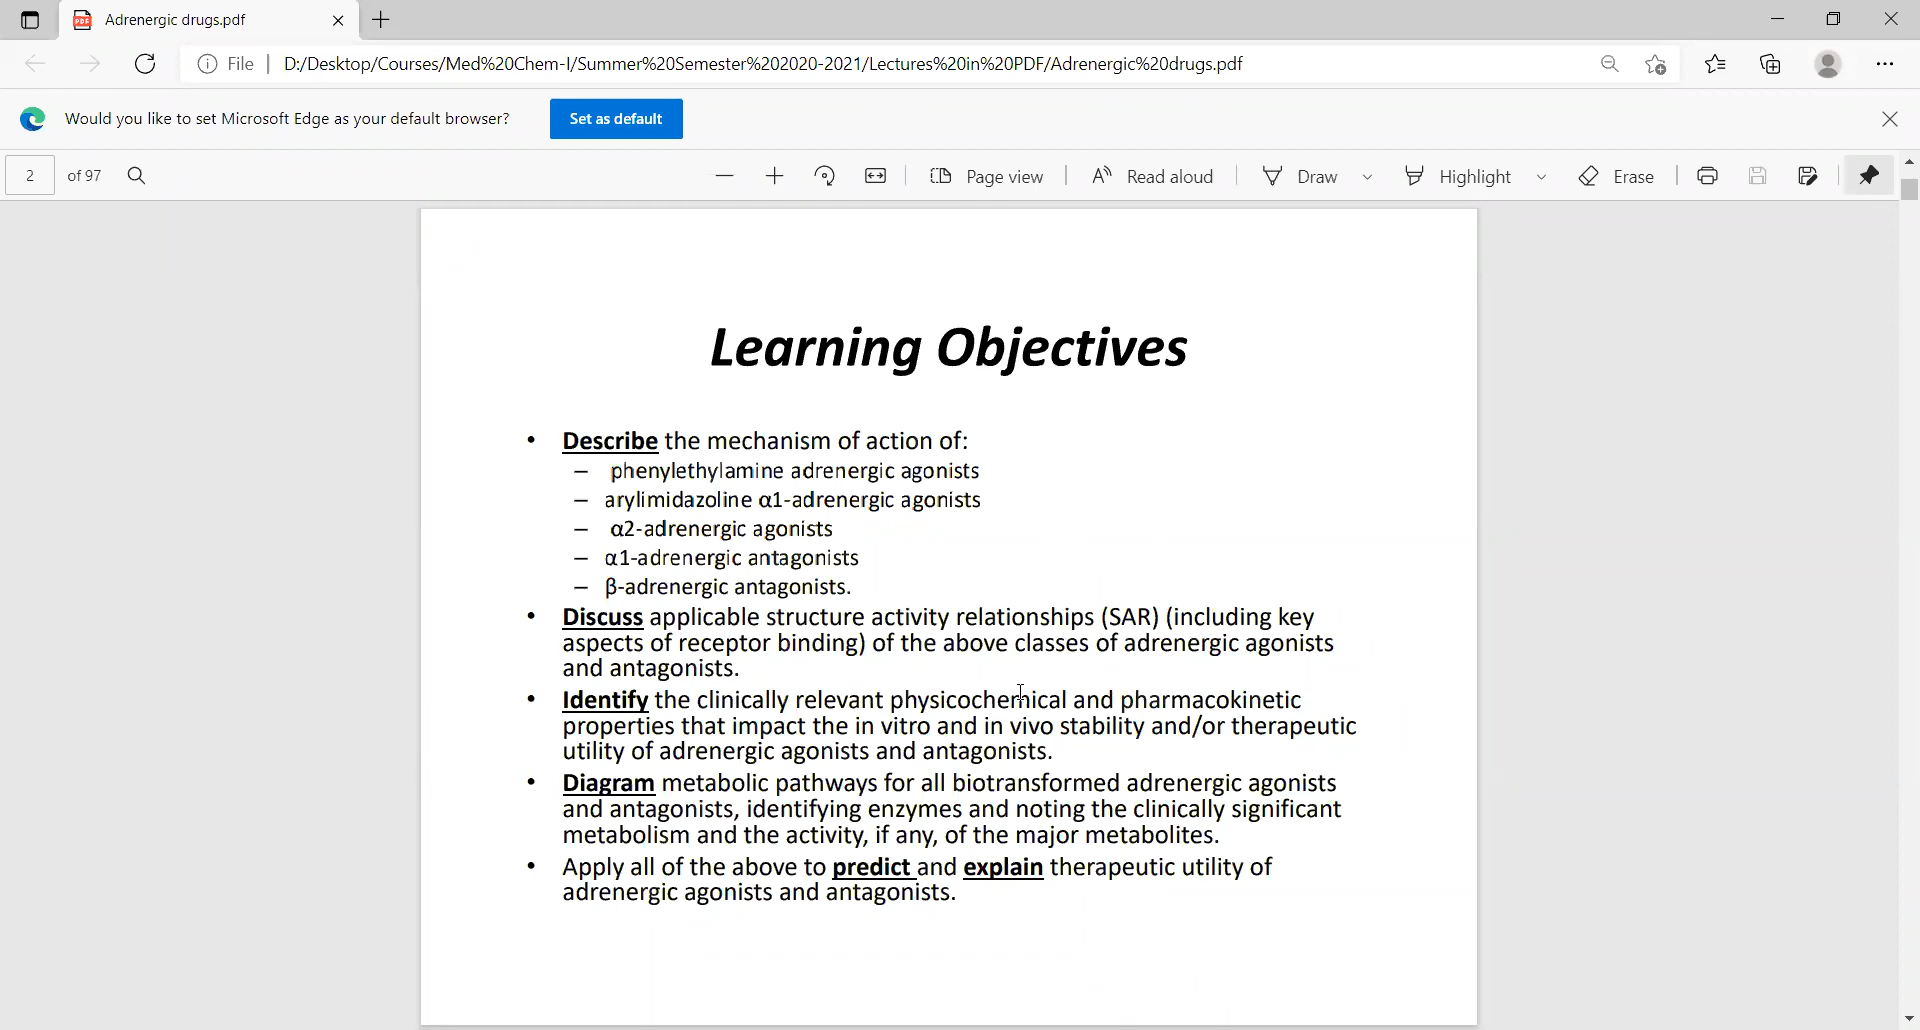 Adrenergic drugs.pdf
File D:/Desktop/Courses/Med%20Chem-I/Summer%20Semester%202020-2021/Lectures%20in%20PDF/Adrenergic%20drugs.pdf
Would you like to set Microsoft Edge as your default browser? Set as default
2 of 97 Page view Read aloud Draw Highlight Erase
Learning Objectives
• Describe the mechanism of action of:
– phenylethylamine adrenergic agonists
– arylimidazoline α1-adrenergic agonists
– α2-adrenergic agonists
– α1-adrenergic antagonists
– β-adrenergic antagonists.
• Discuss applicable structure activity relationships (SAR) (including key
aspects of receptor binding) of the above classes of adrenergic agonists
and antagonists.
• Identify the clinically relevant physicochemical and pharmacokinetic
properties that impact the in vitro and in vivo stability and/or therapeutic
utility of adrenergic agonists and antagonists.
• Diagram metabolic pathways for all biotransformed adrenergic agonists
and antagonists, identifying enzymes and noting the clinically significant
metabolism and the activity, if any, of the major metabolites.
• Apply all of the above to predict and explain therapeutic utility of
adrenergic agonists and antagonists.